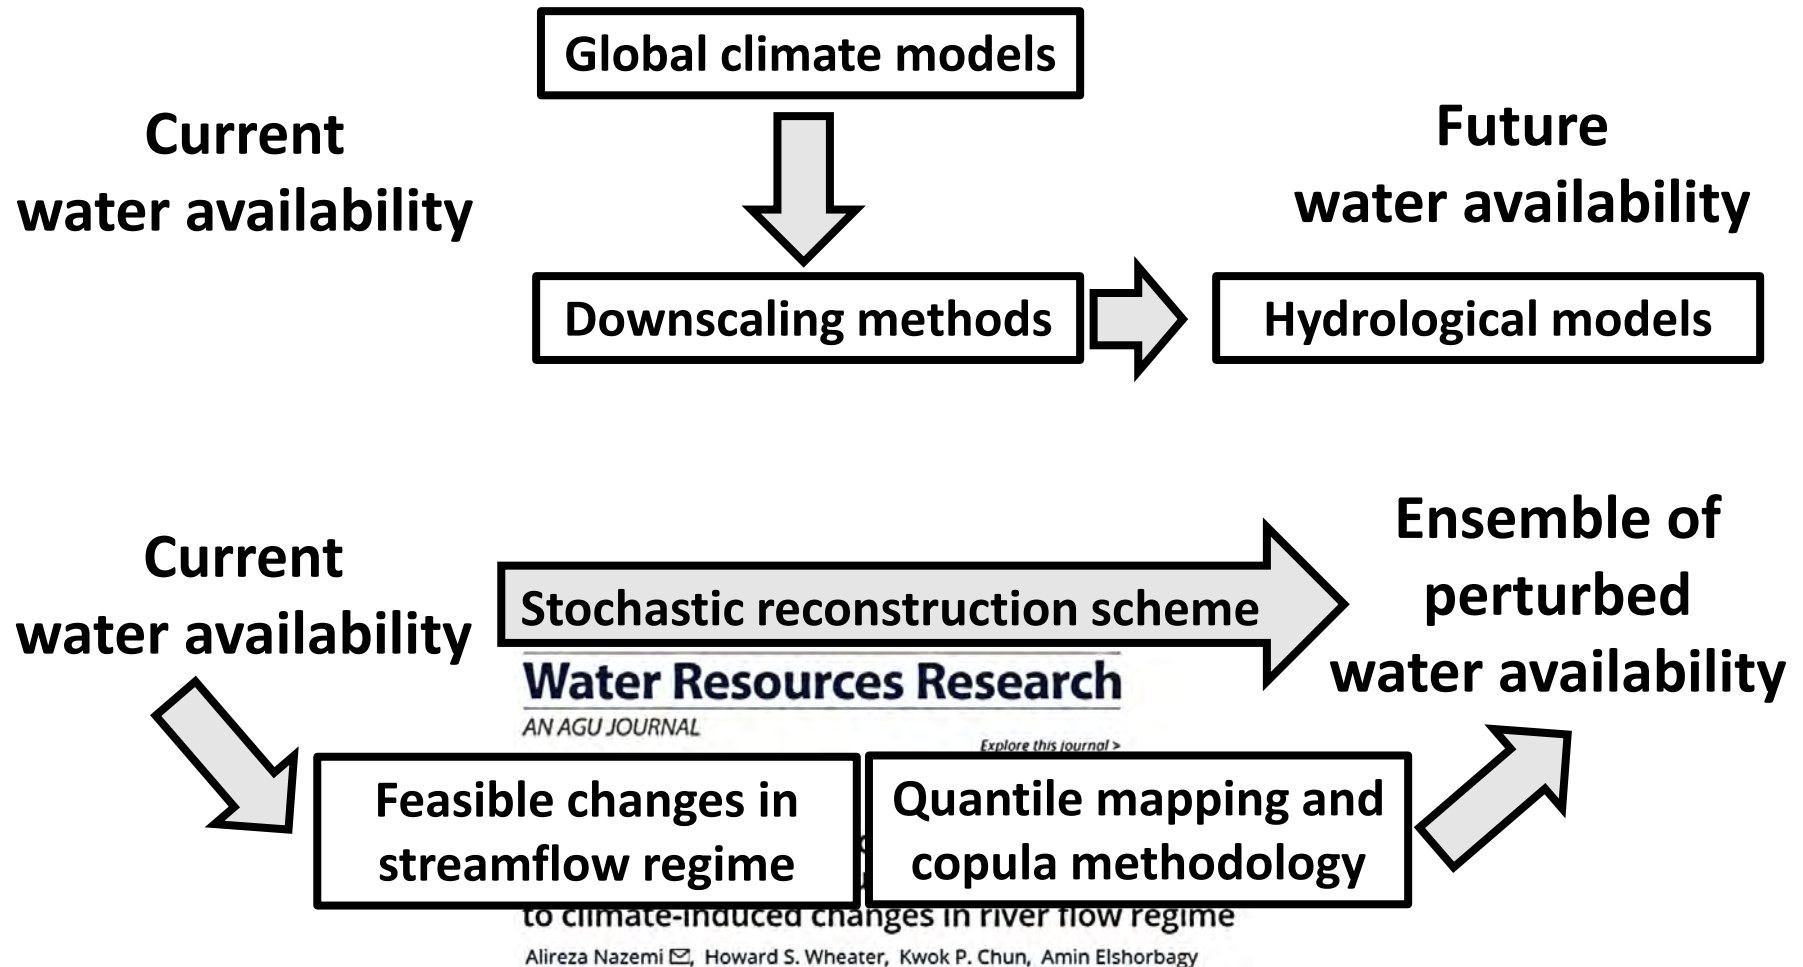 Global climate models
Current
water availability
Future
water availability
Downscaling methods
Hydrological models
Current
water availability
Stochastic reconstruction scheme
Ensemble of
perturbed
water availability
Water Resources Research
AN AGU JOURNAL
Explore this journal >
Feasible changes in
streamflow regime
Quantile mapping and
copula methodology
to climate-induced changes in river flow regime
Alireza Nazemi ✉, Howard S. Wheater, Kwok P. Chun, Amin Elshorbagy